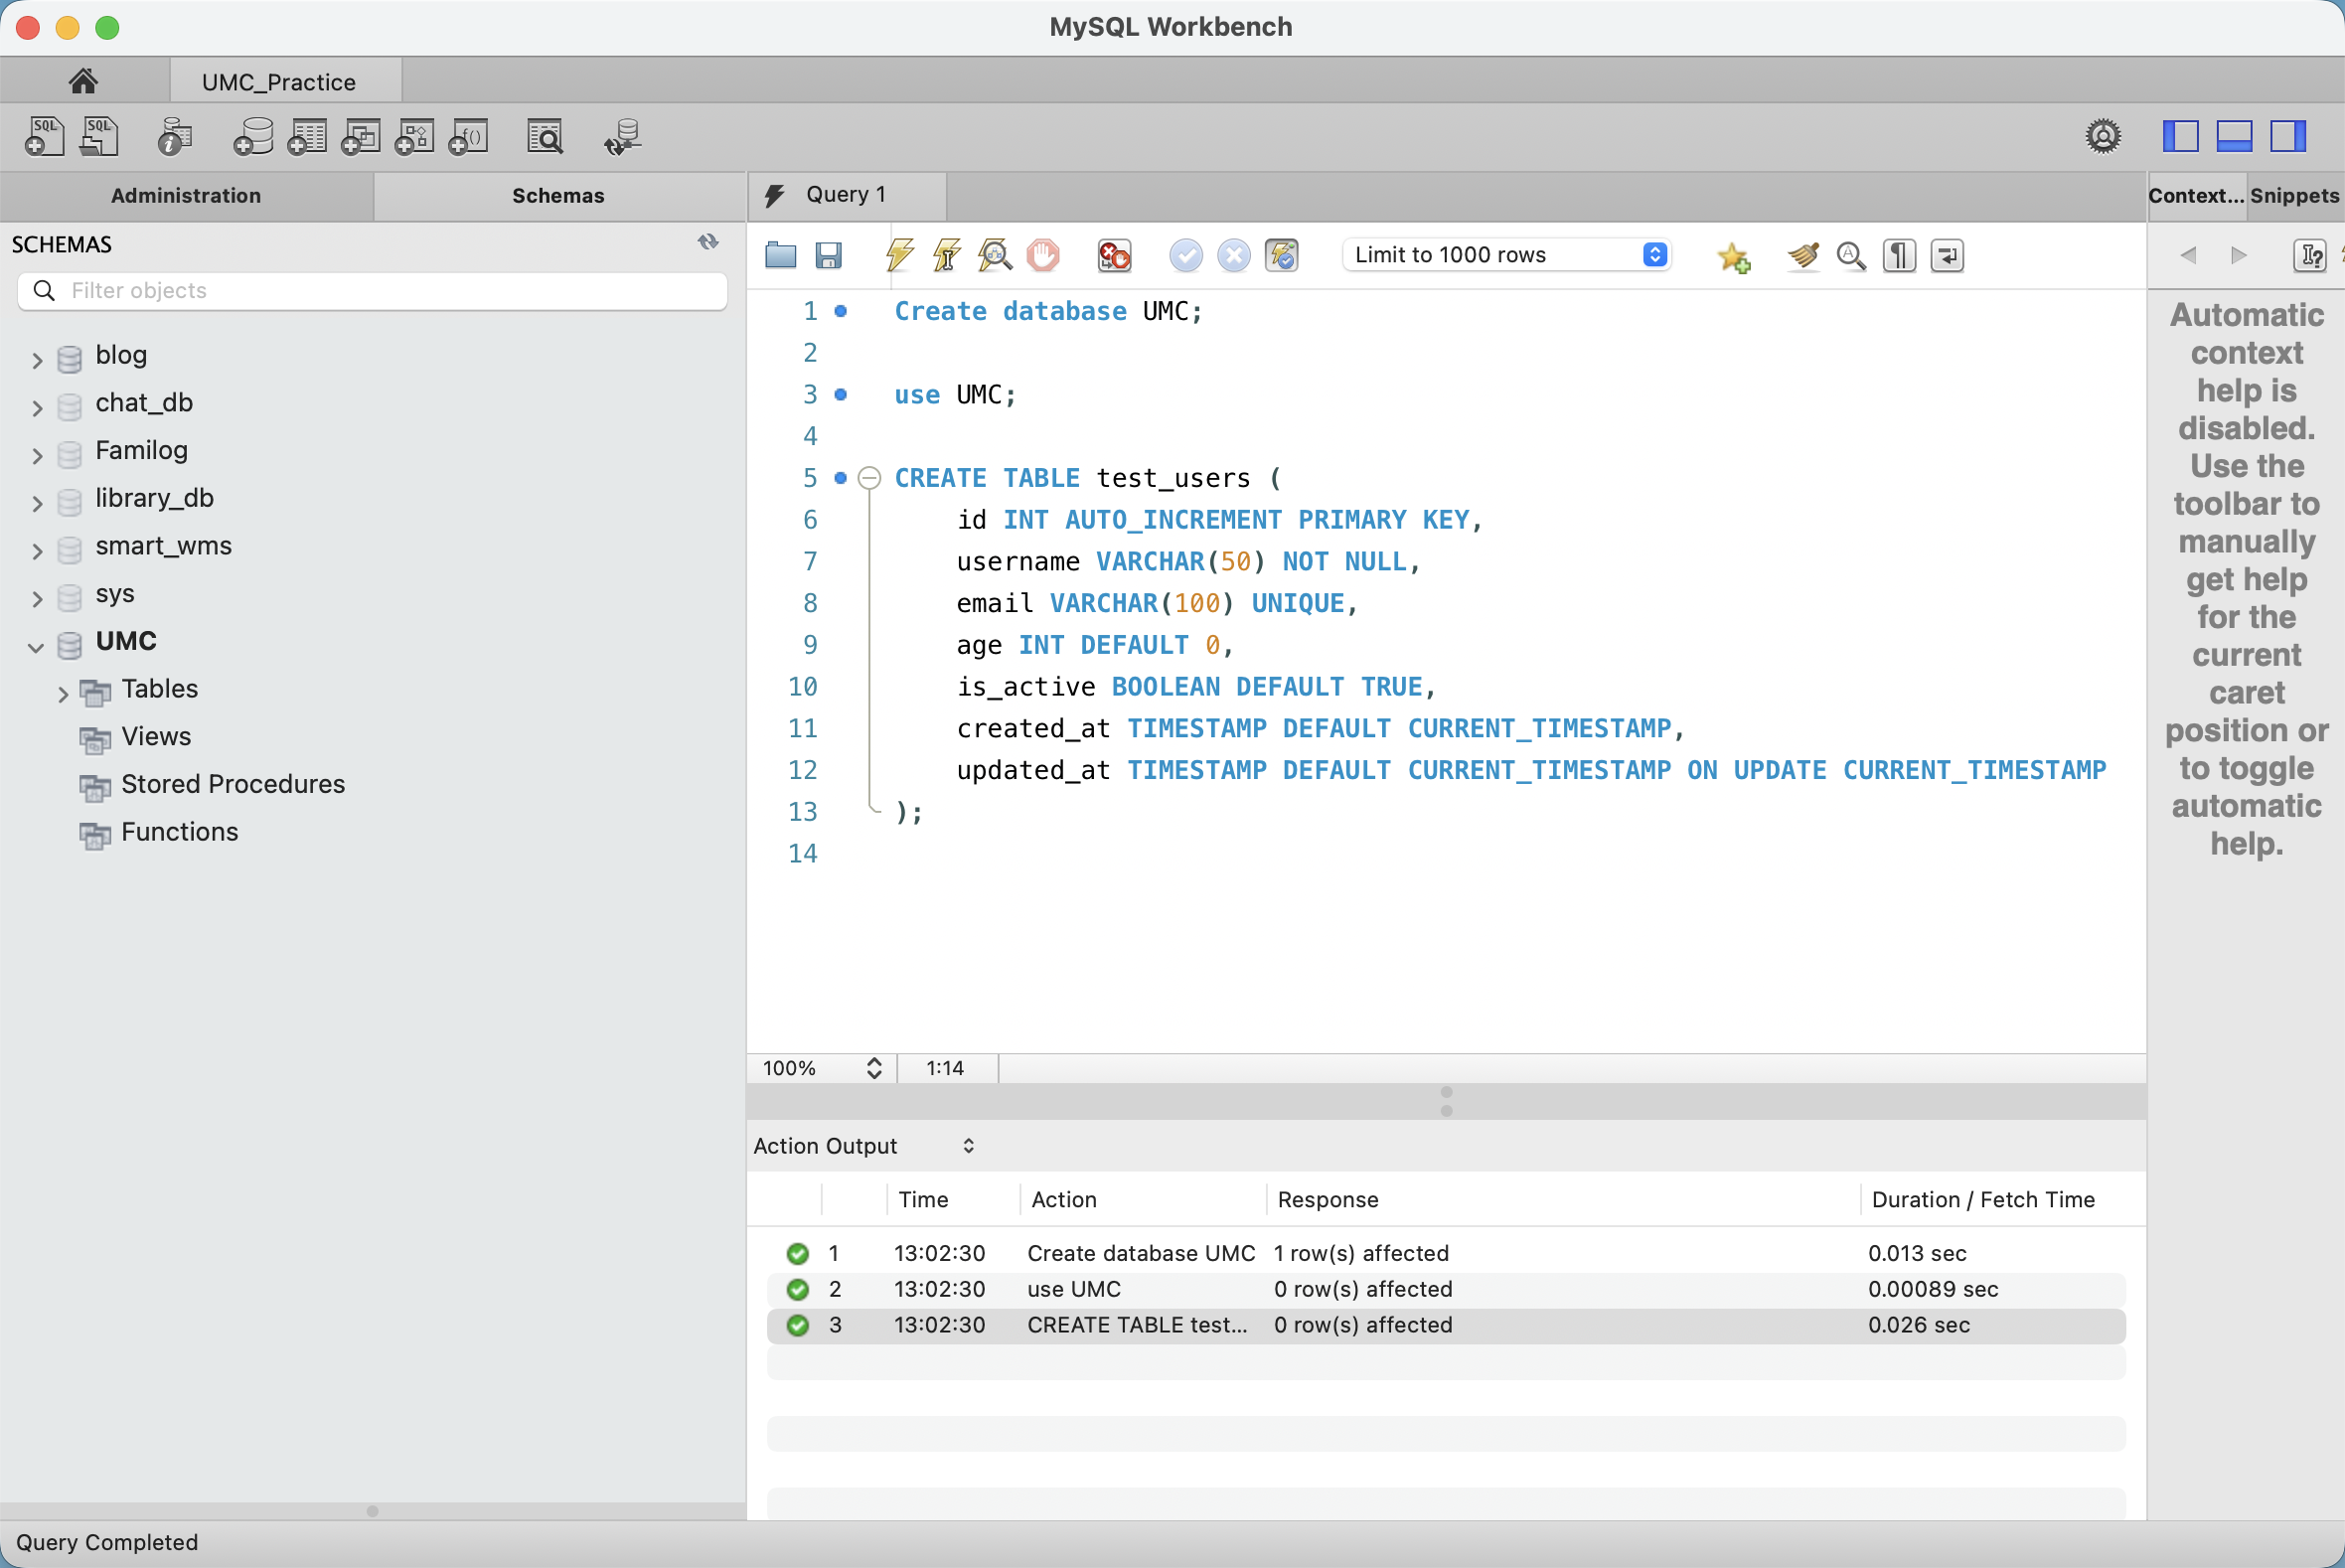 MySQL Workbench
UMC_Practice
SQL SQL
Administration
Schemas
SCHEMAS
Filter objects
blog
chat_db
Familog
library_db
smart_wms
sys
UMC
Tables
Views
Stored Procedures
Functions
Query 1
Limit to 1000 rows
1 Create database UMC;
2
3 use UMC;
4
5 CREATE TABLE test_users (
6 id INT AUTO_INCREMENT PRIMARY KEY,
7 username VARCHAR(50) NOT NULL,
8 email VARCHAR(100) UNIQUE,
9 age INT DEFAULT 0,
10 is_active BOOLEAN DEFAULT TRUE,
11 created_at TIMESTAMP DEFAULT CURRENT_TIMESTAMP,
12 updated_at TIMESTAMP DEFAULT CURRENT_TIMESTAMP ON UPDATE CURRENT_TIMESTAMP
13 );
14
100% 1:14
Action Output
Time Action Response Duration / Fetch Time
1 13:02:30 Create database UMC 1 row(s) affected 0.013 sec
2 13:02:30 use UMC 0 row(s) affected 0.00089 sec
3 13:02:30 CREATE TABLE test... 0 row(s) affected 0.026 sec
Context... Snippets
Automatic
context
help is
disabled.
Use the
toolbar to
manually
get help
for the
current
caret
position or
to toggle
automatic
help.
Query Completed